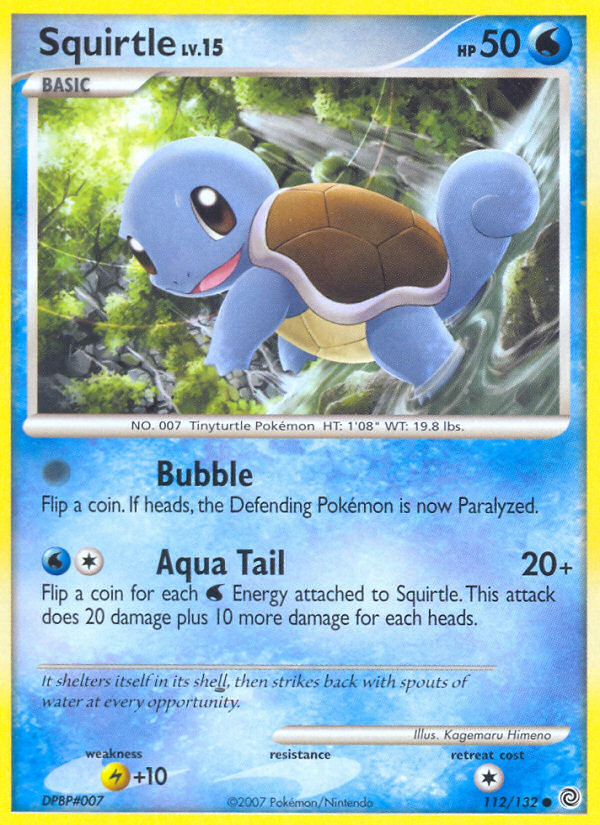 Squirtle LV.15 HP 50
BASIC
NO. 007 Tinyturtle Pokémon HT: 1'08" WT: 19.8 lbs.
Bubble
Flip a coin. If heads, the Defending Pokémon is now Paralyzed.
Aqua Tail 20+
Flip a coin for each Energy attached to Squirtle. This attack
does 20 damage plus 10 more damage for each heads.
It shelters itself in its shell, then strikes back with spouts of
water at every opportunity.
Illus. Kagemaru Himeno
weakness resistance retreat cost
+10
DPBP#007 ©2007 Pokémon/Nintendo 112/132